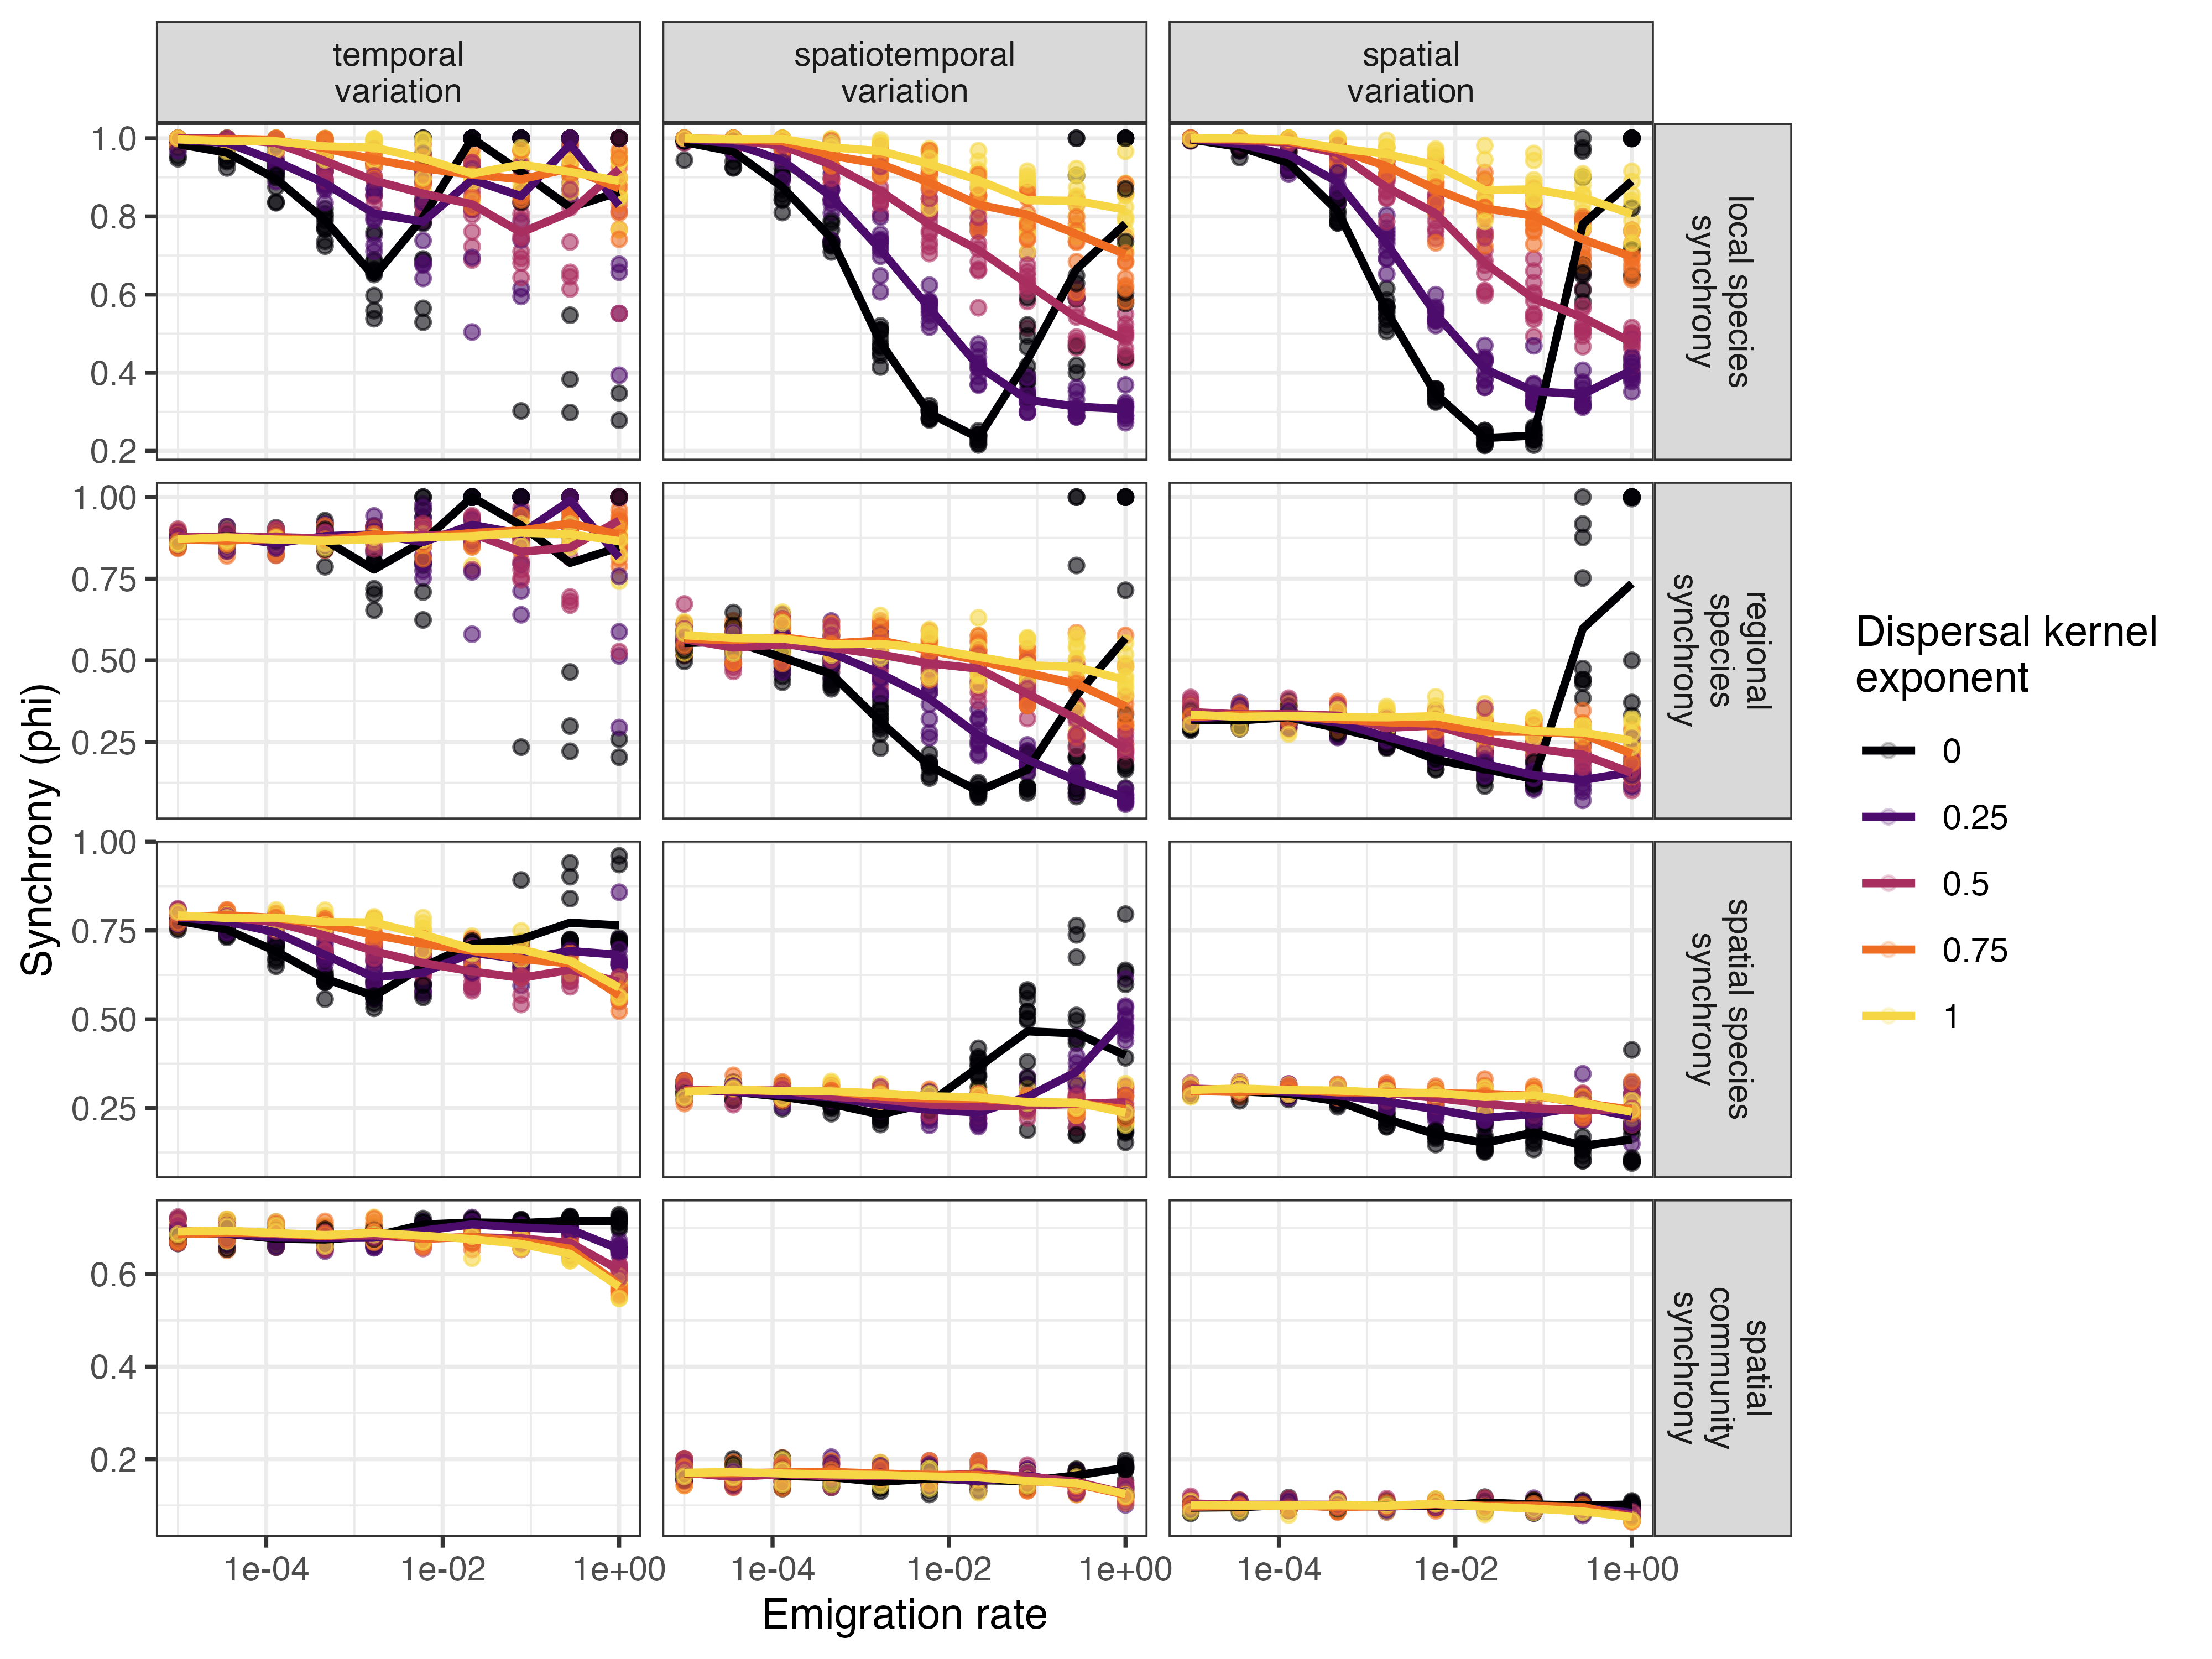 temporal
variation
spatiotemporal
variation
spatial
variation
1.0
0.8
0.6
0.4
0.2
local species
synchrony
1.00
0.75
0.50
0.25
regional
species
synchrony
1.00
0.75
0.50
0.25
spatial species
synchrony
0.6
0.4
0.2
spatial
community
synchrony
Synchrony (phi)
1e-04
1e-02
1e+00
1e-04
1e-02
1e+00
1e-04
1e-02
1e+00
Emigration rate
Dispersal kernel
exponent
0
0.25
0.5
0.75
1